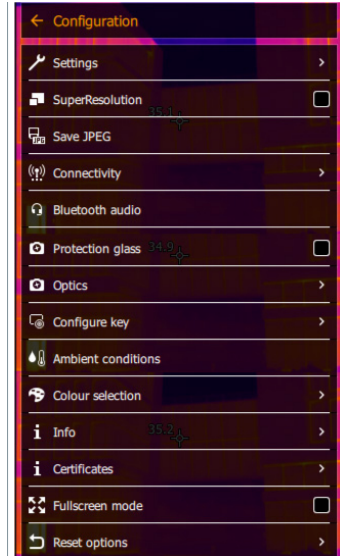 Configuration
Settings
SuperResolution
35.1
JPG
Save JPEG
Connectivity
Bluetooth audio
Protection glass
34.9
Optics
Configure key
Ambient conditions
Colour selection
Info
35.2
Certificates
Fullscreen mode
Reset options